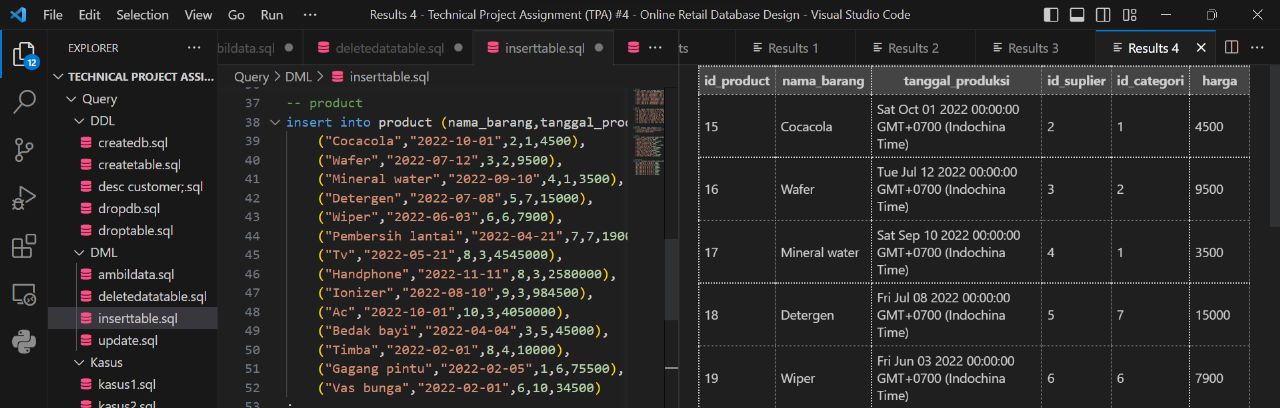 File Edit Selection View Go Run ··· Results 4 - Technical Project Assignment (TPA) #4 - Online Retail Database Design - Visual Studio Code
EXPLORER ···
12
TECHNICAL PROJECT ASSI...
Query
DDL
createdb.sql
createtable.sql
desc customer;.sql
dropdb.sql
droptable.sql
DML
ambildata.sql
deletedatatable.sql
inserttable.sql
update.sql
Kasus
kasus1.sql
kasus2.sql
bildata.sql deletedatatable.sql inserttable.sql ···
Query > DML > inserttable.sql
37 -- product
38 insert into product (nama_barang,tanggal_prod
39 ("Cocacola","2022-10-01",2,1,4500),
40 ("Wafer","2022-07-12",3,2,9500),
41 ("Mineral water","2022-09-10",4,1,3500),
42 ("Detergen","2022-07-08",5,7,15000),
43 ("Wiper","2022-06-03",6,6,7900),
44 ("Pembersih lantai","2022-04-21",7,7,1900
45 ("Tv","2022-05-21",8,3,4545000),
46 ("Handphone","2022-11-11",8,3,2580000),
47 ("Ionizer","2022-08-10",9,3,984500),
48 ("Ac","2022-10-01",10,3,4050000),
49 ("Bedak bayi","2022-04-04",3,5,45000)
50 ("Timba","2022-02-01",8,4,10000),
51 ("Gagang pintu","2022-02-05",1,6,75500),
52 ("Vas bunga","2022-02-01",6,10,34500)
53 ;
ts Results 1 Results 2 Results 3 Results 4 ···
id_product nama_barang tanggal_produksi id_suplier id_categori harga
15 Cocacola Sat Oct 01 2022 00:00:00 GMT+0700 (Indochina Time) 2 1 4500
16 Wafer Tue Jul 12 2022 00:00:00 GMT+0700 (Indochina Time) 3 2 9500
17 Mineral water Sat Sep 10 2022 00:00:00 GMT+0700 (Indochina Time) 4 1 3500
18 Detergen Fri Jul 08 2022 00:00:00 GMT+0700 (Indochina Time) 5 7 15000
19 Wiper Fri Jun 03 2022 00:00:00 GMT+0700 (Indochina Time) 6 6 7900